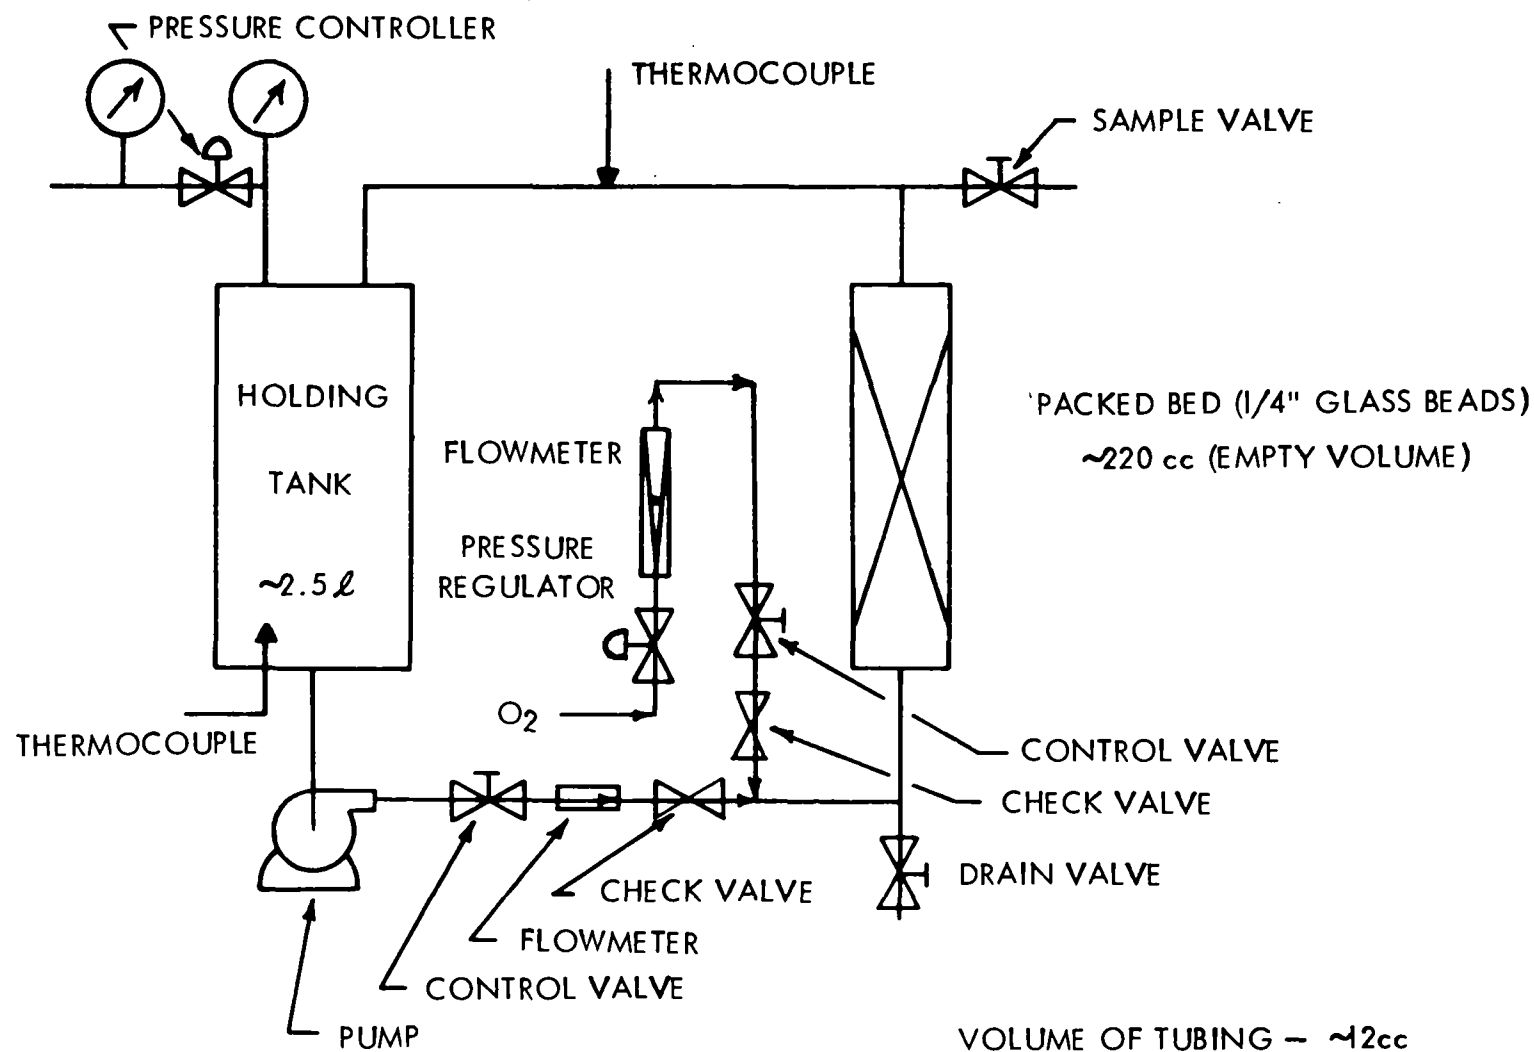 PRESSURE CONTROLLER
THERMOCOUPLE
SAMPLE VALVE
HOLDING
TANK
~2.5 ℓ
FLOWMETER
PRESSURE
REGULATOR
O2
PACKED BED (1/4" GLASS BEADS)
~220 cc (EMPTY VOLUME)
THERMOCOUPLE
CONTROL VALVE
CHECK VALVE
DRAIN VALVE
CHECK VALVE
FLOWMETER
CONTROL VALVE
PUMP
VOLUME OF TUBING – ~12cc